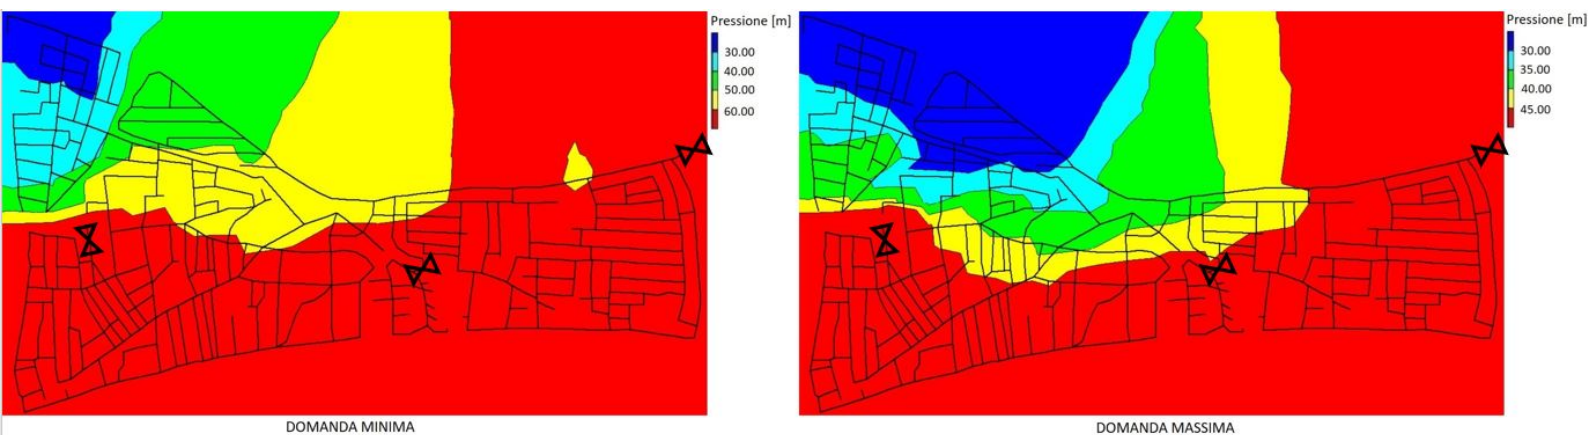 Pressione [m]
30.00
40.00
50.00
60.00
DOMANDA MINIMA
Pressione [m]
30.00
35.00
40.00
45.00
DOMANDA MASSIMA